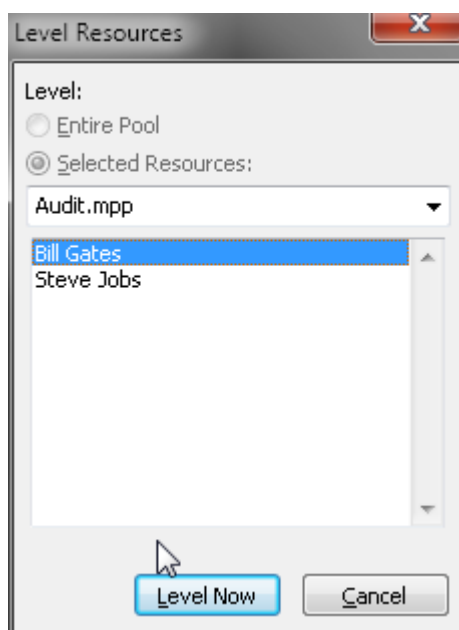 Level Resources
Level:
Entire Pool
Selected Resources:
Audit.mpp
Bill Gates
Steve Jobs
Level Now Cancel